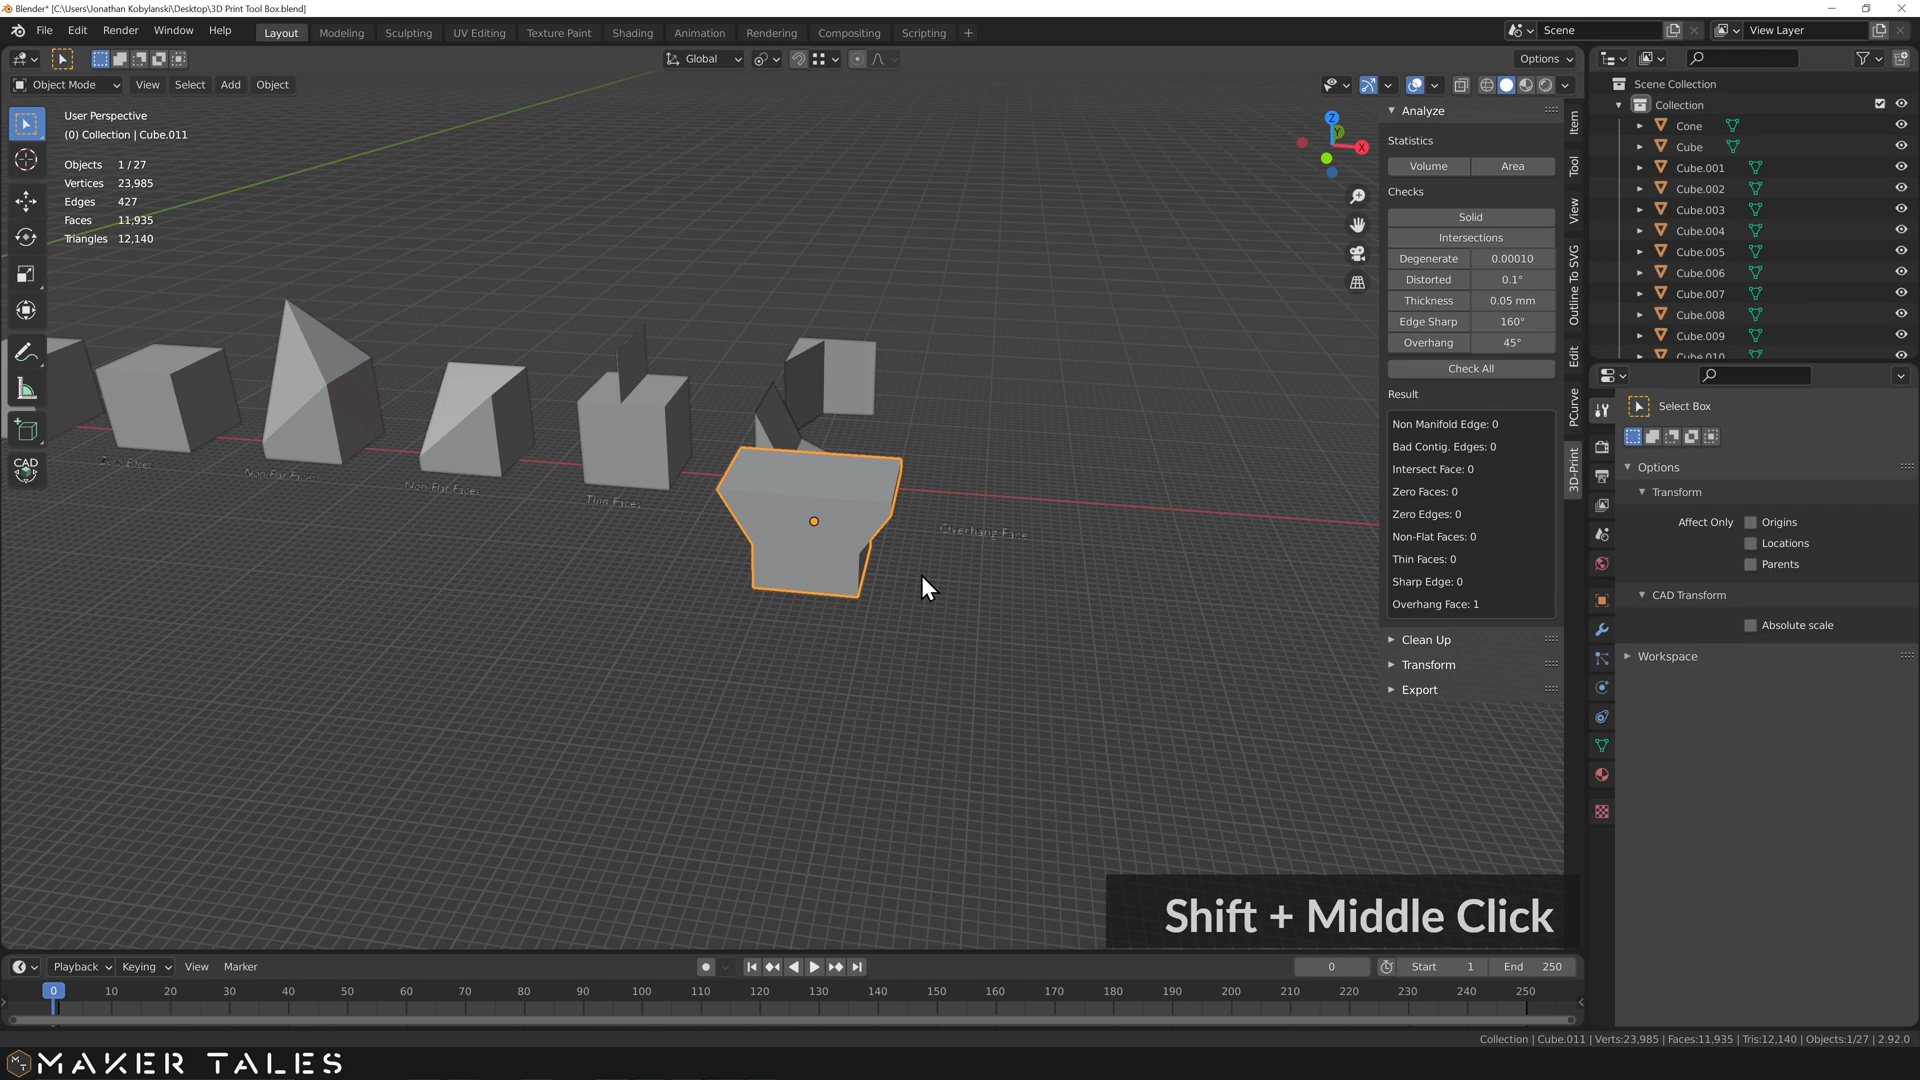 Blender* [C:\Users\Jonathan Kobylanski\Desktop\3D Print Tool Box.blend]
File Edit Render Window Help
Layout Modeling Sculpting UV Editing Texture Paint Shading Animation Rendering Compositing Scripting +
Scene
View Layer
Global
Options
Object Mode View Select Add Object
User Perspective
(0) Collection | Cube.011
Objects 1 / 27
Vertices 23,985
Edges 427
Faces 11,935
Triangles 12,140
CAD
Z
Y
X
Analyze
Statistics
Volume Area
Checks
Solid
Intersections
Degenerate 0.00010
Distorted 0.1°
Thickness 0.05 mm
Edge Sharp 160°
Overhang 45°
Check All
Result
Non Manifold Edge: 0
Bad Contig. Edges: 0
Intersect Face: 0
Zero Faces: 0
Zero Edges: 0
Non-Flat Faces: 0
Thin Faces: 0
Sharp Edge: 0
Overhang Face: 1
Clean Up
Transform
Export
Item
Tool
View
Outline To SVG
Edit
PCurve
3D-Print
Scene Collection
Collection
Cone
Cube
Cube.001
Cube.002
Cube.003
Cube.004
Cube.005
Cube.006
Cube.007
Cube.008
Cube.009
Cube.010
Select Box
Options
Transform
Affect Only Origins
Locations
Parents
CAD Transform
Absolute scale
Workspace
Zero Edges
Non-Flat Faces
Non-Flat Faces
Thin Faces
Overhang Face
Shift + Middle Click
Playback Keying View Marker
0 Start 1 End 250
0 10 20 30 40 50 60 70 80 90 100 110 120 130 140 150 160 170 180 190 200 210 220 230 240 250
Collection | Cube.011 | Verts:23,985 | Faces:11,935 | Tris:12,140 | Objects:1/27 | 2.92.0
MAKER TALES